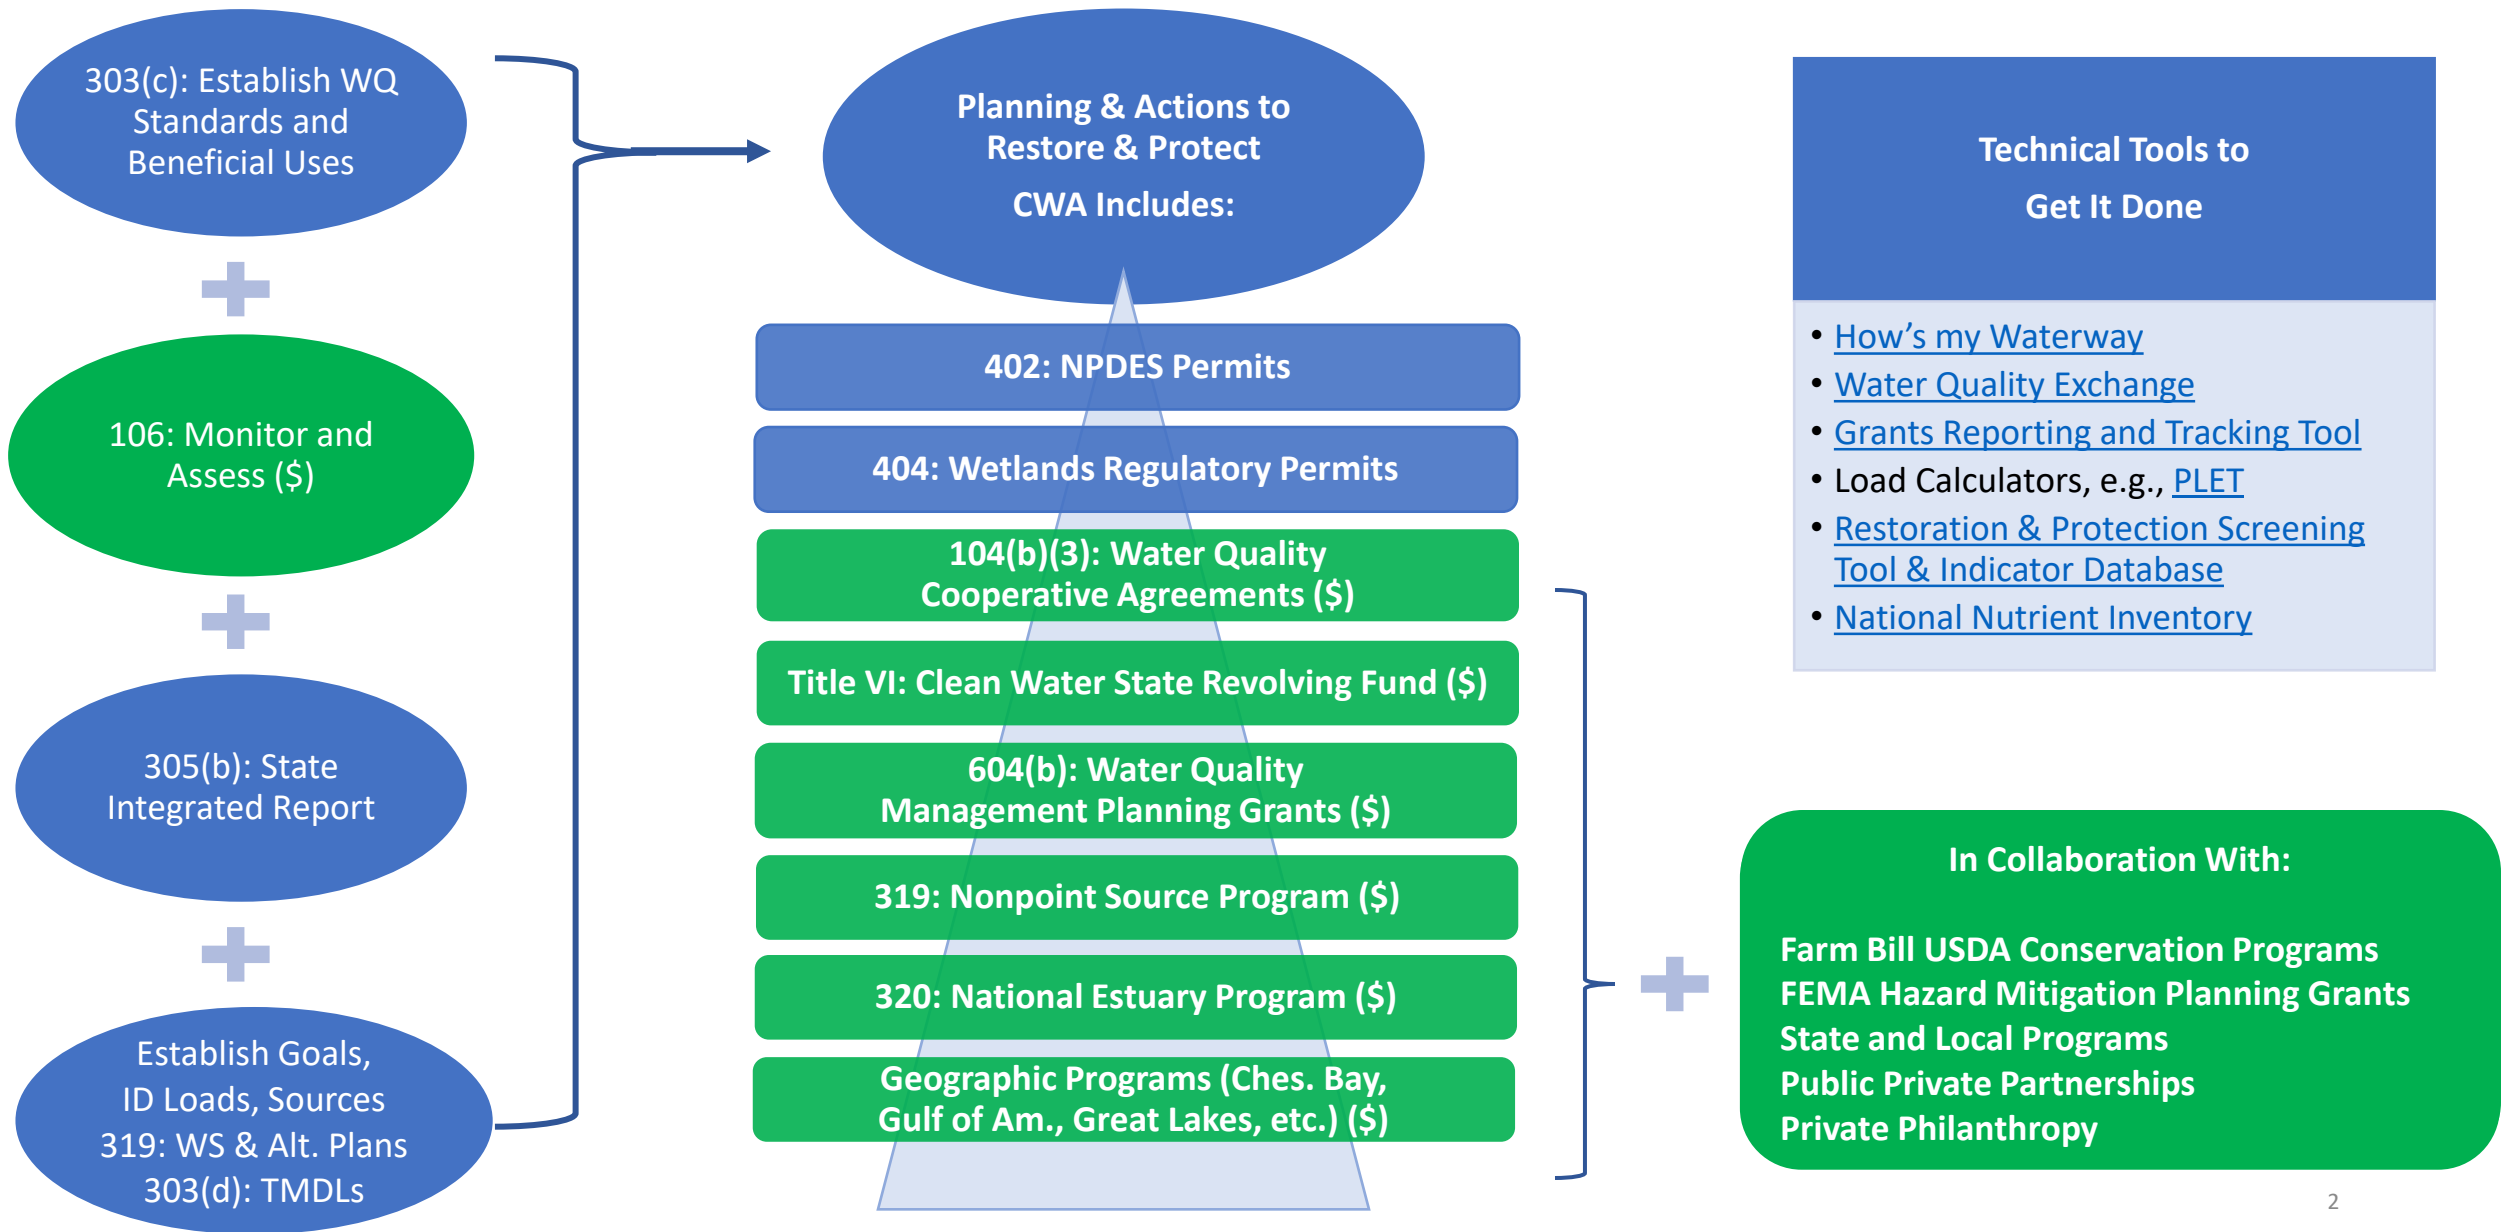 303(c): Establish WQ
Standards and
Beneficial Uses
106: Monitor and
Assess ($)
305(b): State
Integrated Report
Establish Goals,
ID Loads, Sources
319: WS & Alt. Plans
303(d): TMDLs
Planning & Actions to
Restore & Protect
CWA Includes:
402: NPDES Permits
404: Wetlands Regulatory Permits
104(b)(3): Water Quality
Cooperative Agreements ($)
Title VI: Clean Water State Revolving Fund ($)
604(b): Water Quality
Management Planning Grants ($)
319: Nonpoint Source Program ($)
320: National Estuary Program ($)
Geographic Programs (Ches. Bay,
Gulf of Am., Great Lakes, etc.) ($)
Technical Tools to
Get It Done
• How’s my Waterway
• Water Quality Exchange
• Grants Reporting and Tracking Tool
• Load Calculators, e.g., PLET
• Restoration & Protection Screening
Tool & Indicator Database
• National Nutrient Inventory
In Collaboration With:
Farm Bill USDA Conservation Programs
FEMA Hazard Mitigation Planning Grants
State and Local Programs
Public Private Partnerships
Private Philanthropy
2